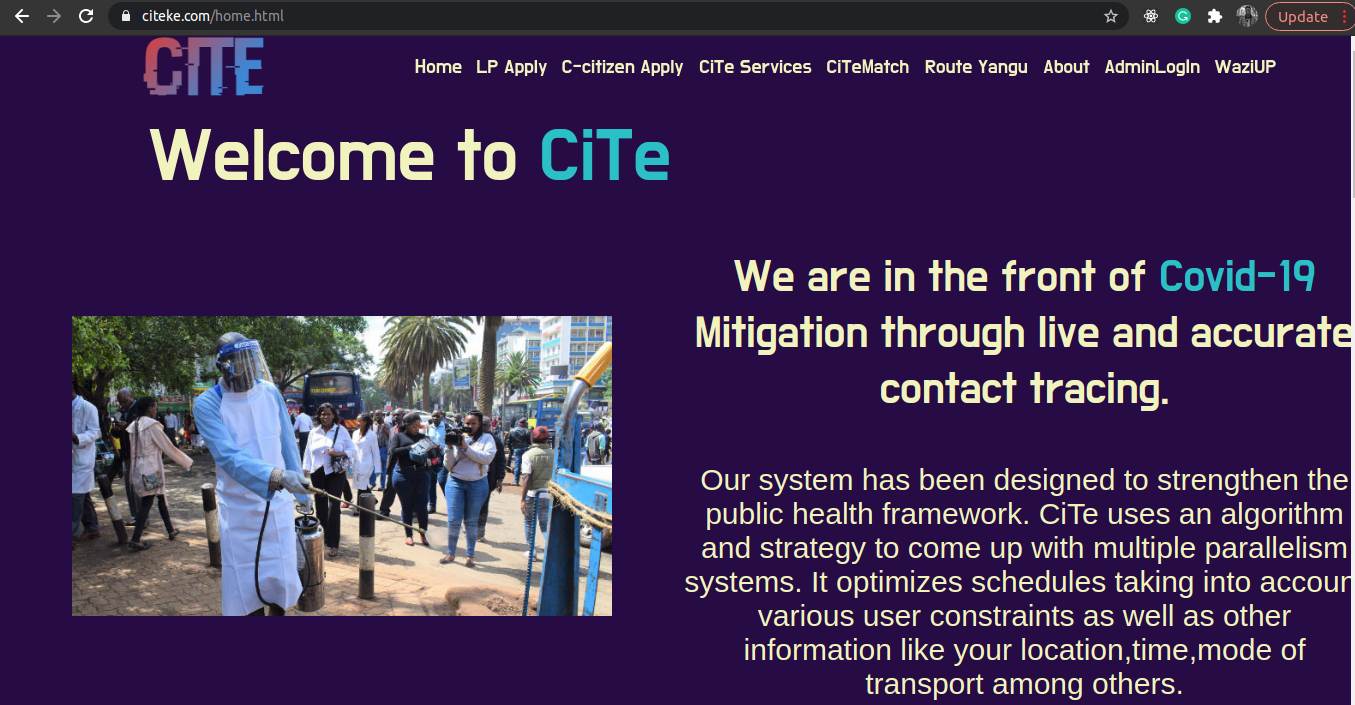 citeke.com/home.html
Update
CiTE
Home LP Apply C-citizen Apply CiTe Services CiTeMatch Route Yangu About AdminLogIn WaziUP
Welcome to CiTe
We are in the front of Covid-19
Mitigation through live and accurate
contact tracing.
Our system has been designed to strengthen the
public health framework. CiTe uses an algorithm
and strategy to come up with multiple parallelism
systems. It optimizes schedules taking into accoun
various user constraints as well as other
information like your location,time,mode of
transport among others.